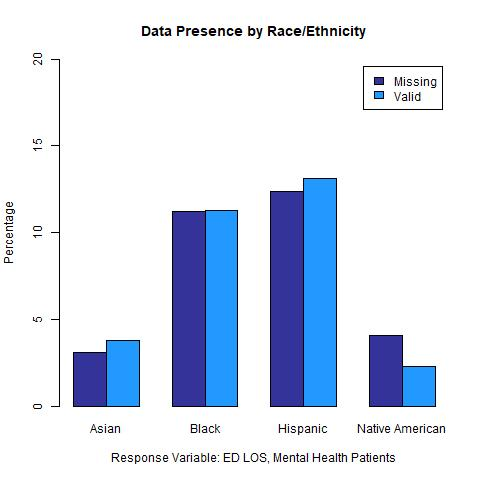 Data Presence by Race/Ethnicity
Missing
Valid
20
15
10
5
0
Percentage
Asian Black Hispanic Native American
Response Variable: ED LOS, Mental Health Patients